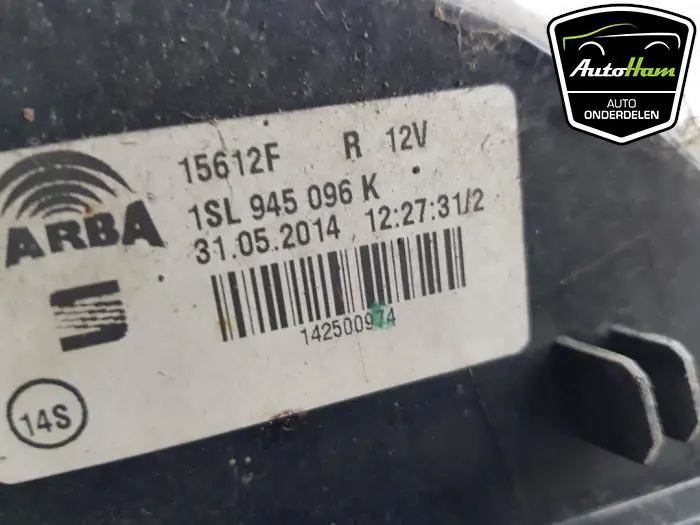 AutoHam
AUTO
ONDERDELEN
15612F R 12V
ARBA
1SL 945 096 K
31.05.2014 12:27:31/2
142500974
14S